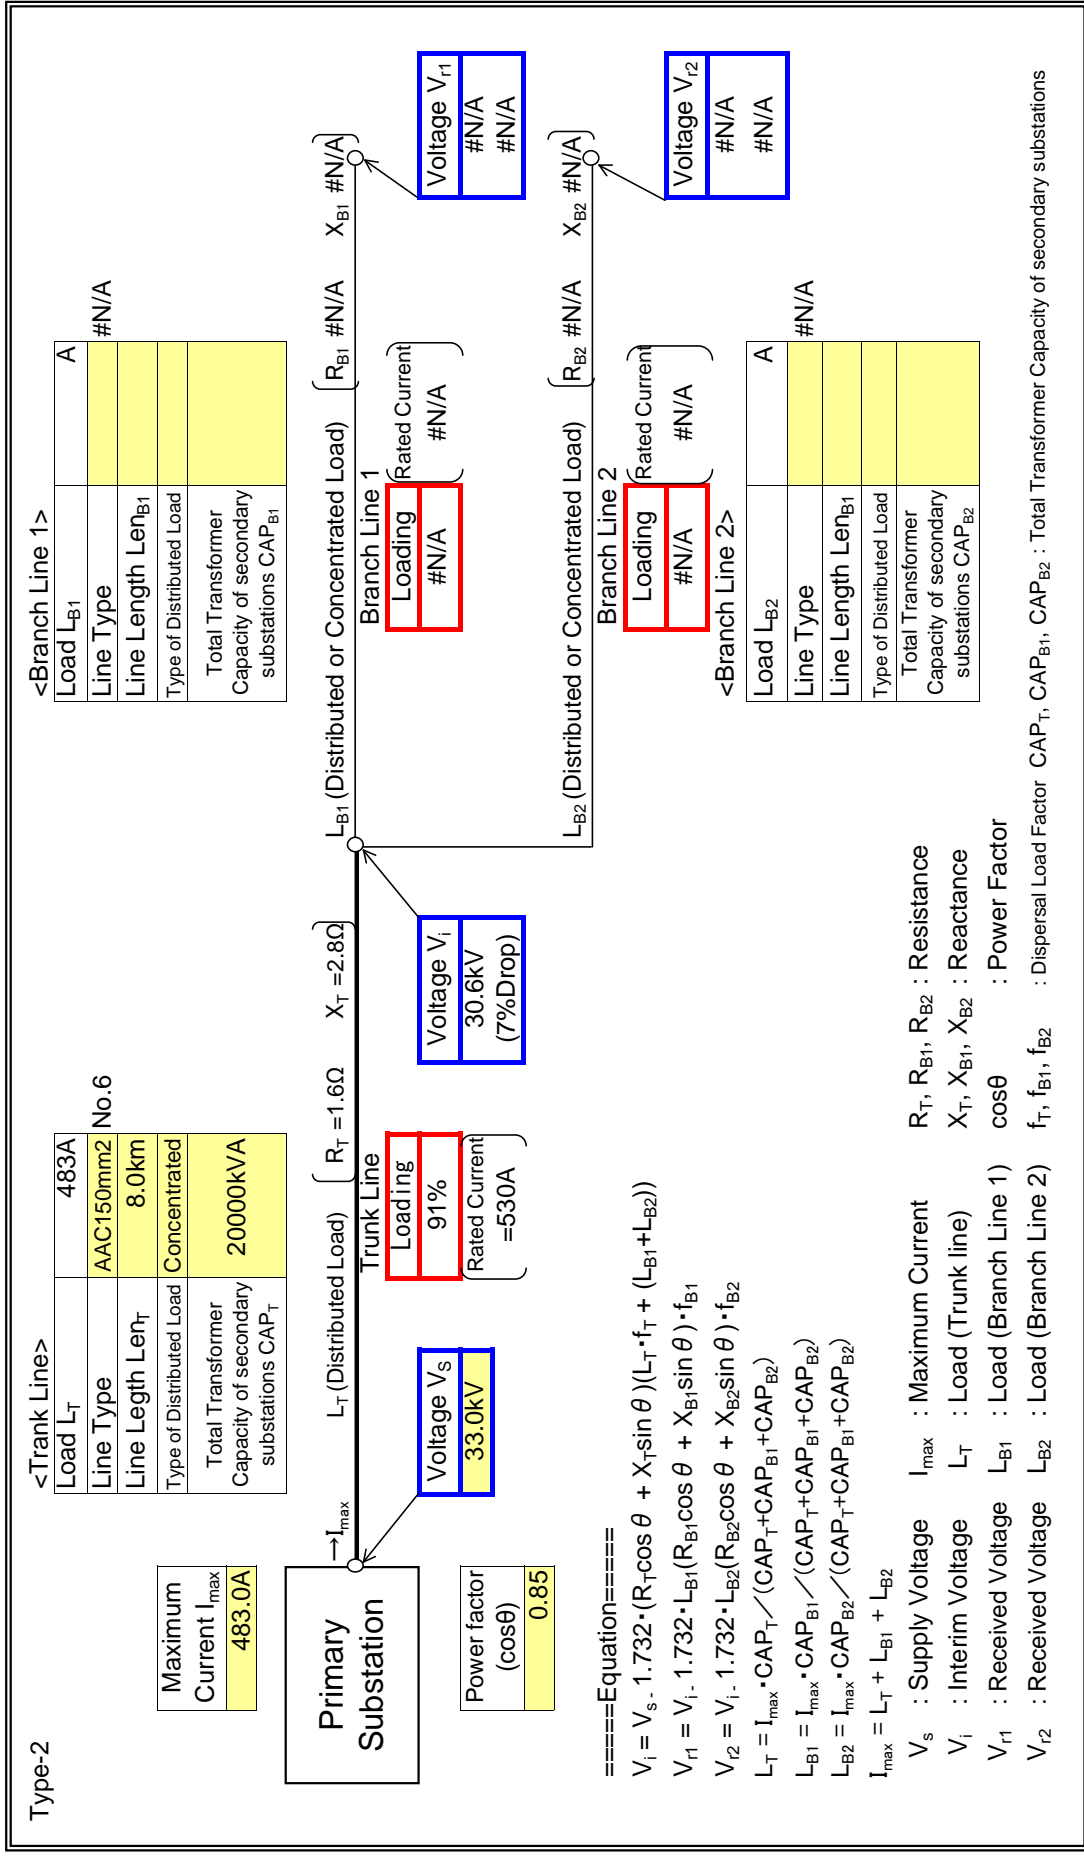 Type-2
<Trank Line>
Load LT 483A
Line Type AAC150mm2 No.6
Line Legth LenT 8.0km
Type of Distributed Load Concentrated
Total Transformer
Capacity of secondary
substations CAPT
20000kVA
<Branch Line 1>
Load LB1 A
Line Type #N/A
Line Length LenB1
Type of Distributed Load
Total Transformer
Capacity of secondary
substations CAPB1
Maximum
Current Imax
483.0A
Primary
Substation
→Imax
LT (Distributed Load)
RT =1.6Ω XT =2.8Ω
LB1 (Distributed or Concentrated Load)
RB1 #N/A XB1 #N/A
Trunk Line
Loading
91%
Rated Current
=530A
Branch Line 1
Loading
#N/A
Rated Current
#N/A
Voltage VS
33.0kV
Voltage Vi
30.6kV
(7%Drop)
Voltage Vr1
#N/A
#N/A
Power factor
(cosθ)
0.85
LB2 (Distributed or Concentrated Load)
RB2 #N/A XB2 #N/A
Branch Line 2
Loading
#N/A
Rated Current
#N/A
Voltage Vr2
#N/A
#N/A
<Branch Line 2>
Load LB2 A
Line Type #N/A
Line Length LenB1
Type of Distributed Load
Total Transformer
Capacity of secondary
substations CAPB2
=====Equation=====
Vi = Vs - 1.732・(RTcosθ + XTsinθ)(LT・fT + (LB1+LB2))
Vr1 = Vi - 1.732・LB1(RB1cosθ + XB1sinθ)・fB1
Vr2 = Vi - 1.732・LB2(RB2cosθ + XB2sinθ)・fB2
LT = Imax・CAPT／(CAPT+CAPB1+CAPB2)
LB1 = Imax・CAPB1／(CAPT+CAPB1+CAPB2)
LB2 = Imax・CAPB2／(CAPT+CAPB1+CAPB2)
Imax = LT + LB1 + LB2
Vs : Supply Voltage Imax : Maximum Current RT, RB1, RB2 : Resistance
Vi : Interim Voltage LT : Load (Trunk line) XT, XB1, XB2 : Reactance
Vr1 : Received Voltage LB1 : Load (Branch Line 1) cosθ : Power Factor
Vr2 : Received Voltage LB2 : Load (Branch Line 2) fT, fB1, fB2 : Dispersal Load Factor CAPT, CAPB1, CAPB2 : Total Transformer Capacity of secondary substations